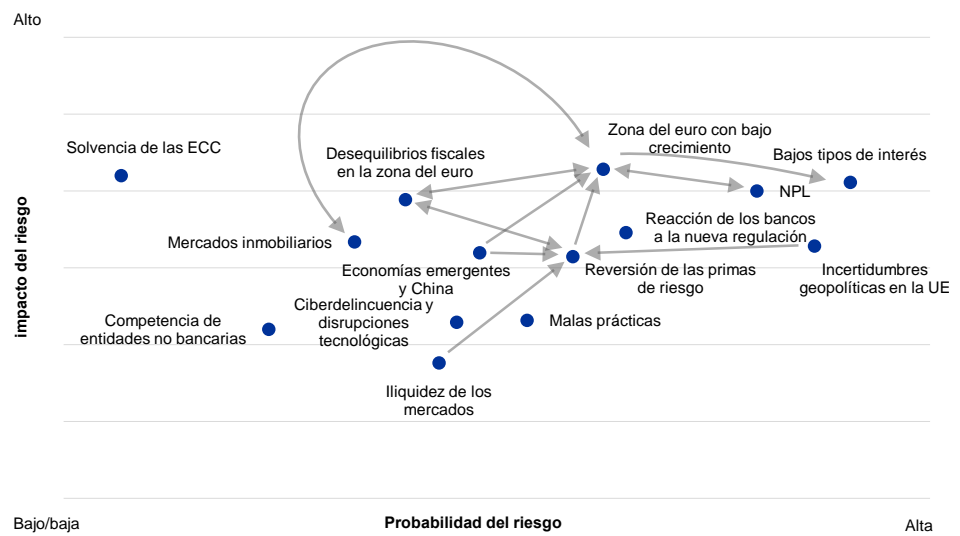 Alto
Zona del euro con bajo
crecimiento
Solvencia de las ECC
Desequilibrios fiscales
en la zona del euro
Bajos tipos de interés
NPL
impacto del riesgo
Mercados inmobiliarios
Reacción de los bancos
a la nueva regulación
Economías emergentes
y China
Reversión de las primas
de riesgo
Incertidumbres
geopolíticas en la UE
Ciberdelincuencia y
disrupciones
tecnológicas
Competencia de
entidades no bancarias
Malas prácticas
Iliquidez de los
mercados
Bajo/baja
Probabilidad del riesgo
Alta